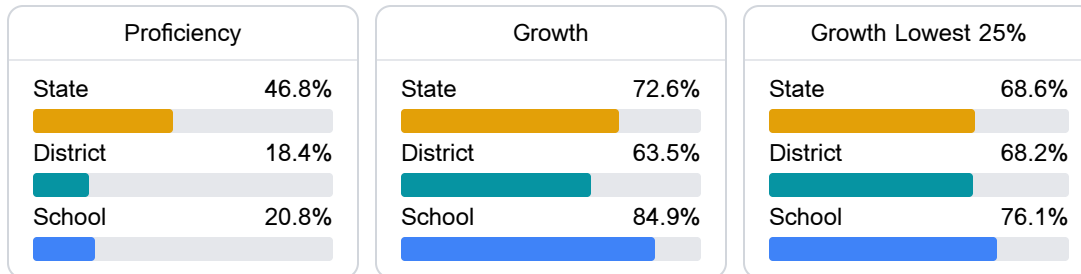 Proficiency
State 46.8%
District 18.4%
School 20.8%
Growth
State 72.6%
District 63.5%
School 84.9%
Growth Lowest 25%
State 68.6%
District 68.2%
School 76.1%